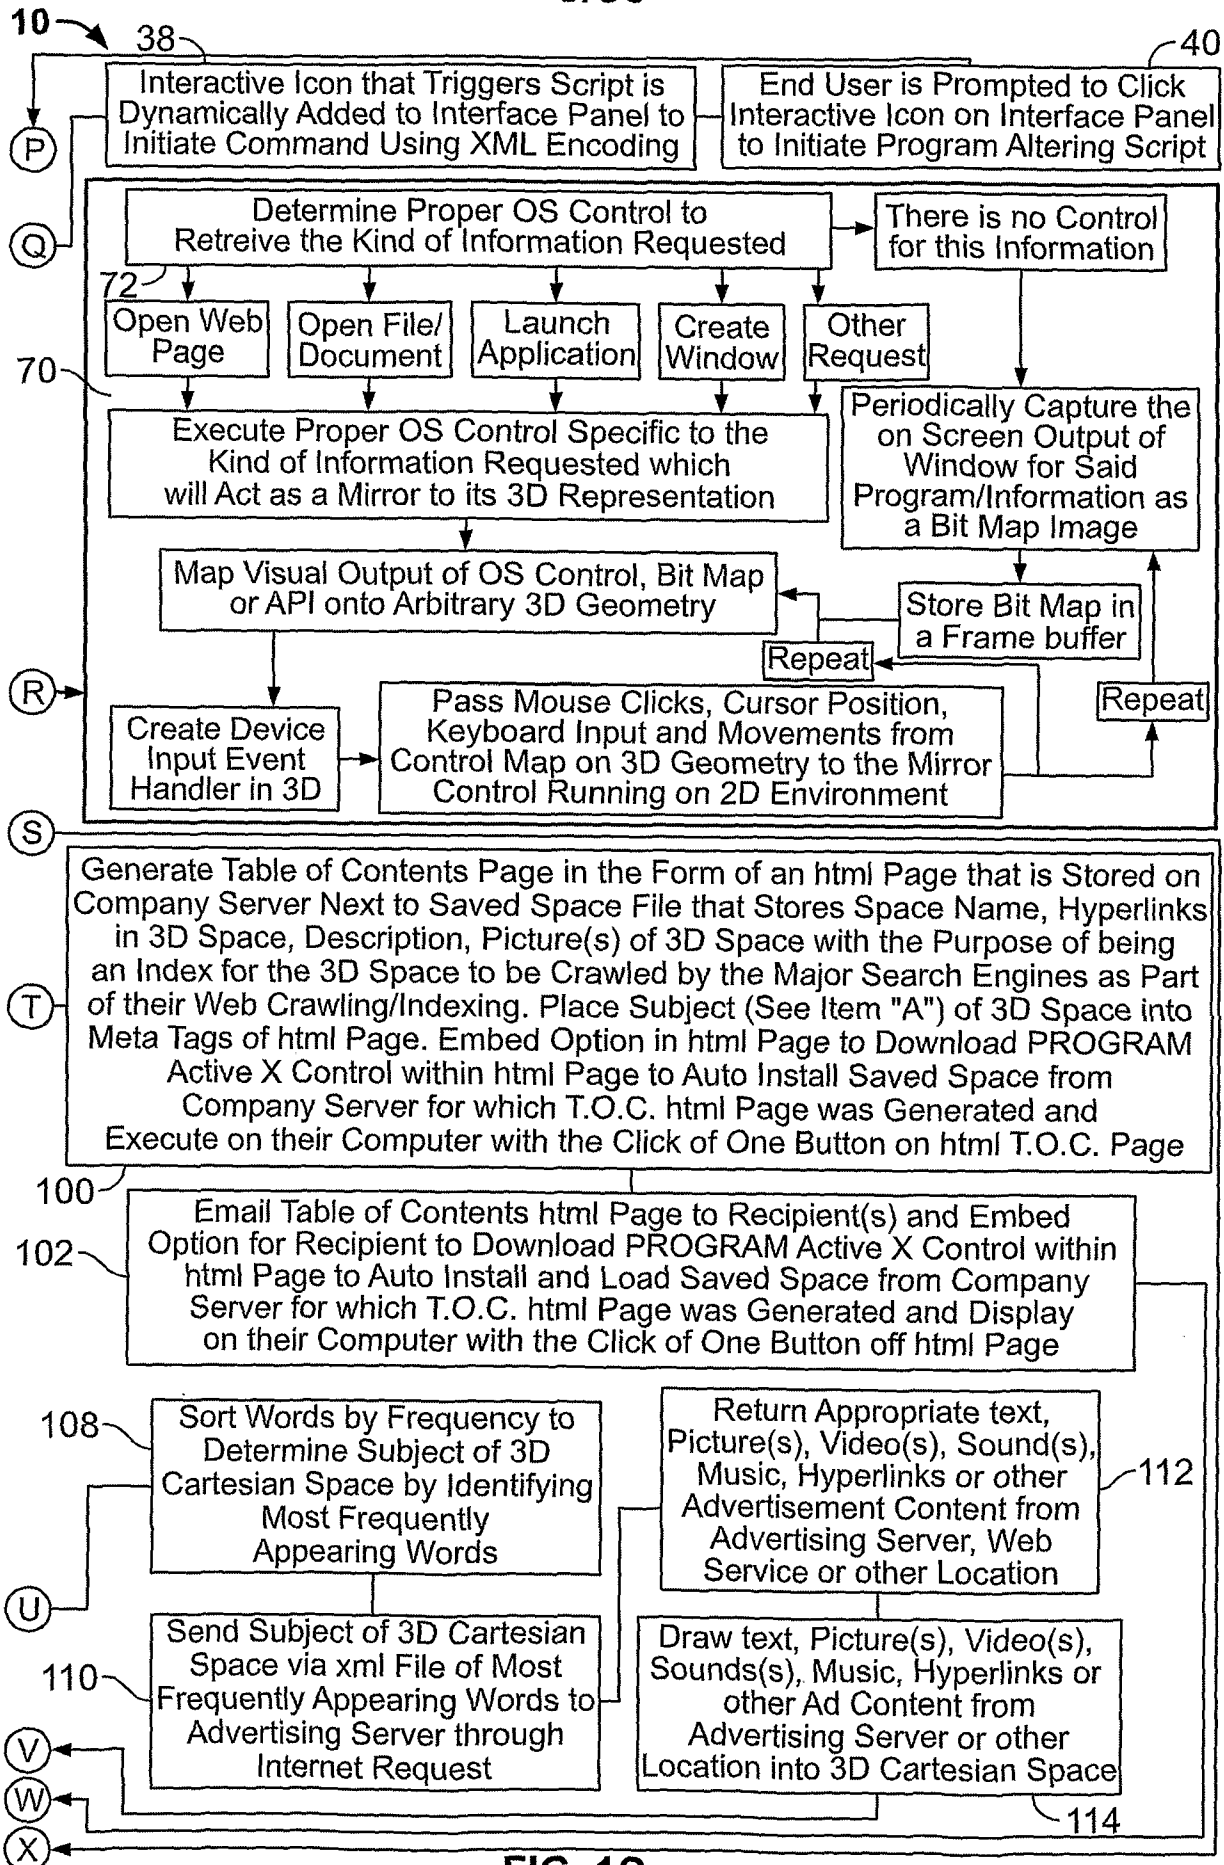 10
38
40
Interactive Icon that Triggers Script is
Dynamically Added to Interface Panel to
Initiate Command Using XML Encoding
End User is Prompted to Click
Interactive Icon on Interface Panel
to Initiate Program Altering Script
P
Q
Determine Proper OS Control to
Retreive the Kind of Information Requested
There is no Control
for this Information
72
Open Web
Page
Open File/
Document
Launch
Application
Create
Window
Other
Request
70
Execute Proper OS Control Specific to the
Kind of Information Requested which
will Act as a Mirror to its 3D Representation
Periodically Capture the
on Screen Output of
Window for Said
Program/Information as
a Bit Map Image
Map Visual Output of OS Control, Bit Map
or API onto Arbitrary 3D Geometry
Store Bit Map in
a Frame buffer
Repeat
Repeat
R
Create Device
Input Event
Handler in 3D
Pass Mouse Clicks, Cursor Position,
Keyboard Input and Movements from
Control Map on 3D Geometry to the Mirror
Control Running on 2D Environment
S
Generate Table of Contents Page in the Form of an html Page that is Stored on
Company Server Next to Saved Space File that Stores Space Name, Hyperlinks
in 3D Space, Description, Picture(s) of 3D Space with the Purpose of being
an Index for the 3D Space to be Crawled by the Major Search Engines as Part
of their Web Crawling/Indexing. Place Subject (See Item "A") of 3D Space into
Meta Tags of html Page. Embed Option in html Page to Download PROGRAM
Active X Control within html Page to Auto Install Saved Space from
Company Server for which T.O.C. html Page was Generated and
Execute on their Computer with the Click of One Button on html T.O.C. Page
T
100
Email Table of Contents html Page to Recipient(s) and Embed
Option for Recipient to Download PROGRAM Active X Control within
html Page to Auto Install and Load Saved Space from Company
Server for which T.O.C. html Page was Generated and Display
on their Computer with the Click of One Button off html Page
102
108
Sort Words by Frequency to
Determine Subject of 3D
Cartesian Space by Identifying
Most Frequently
Appearing Words
Return Appropriate text,
Picture(s), Video(s), Sound(s),
Music, Hyperlinks or other
Advertisement Content from
Advertising Server, Web
Service or other Location
112
U
110
Send Subject of 3D Cartesian
Space via xml File of Most
Frequently Appearing Words to
Advertising Server through
Internet Request
Draw text, Picture(s), Video(s),
Sounds(s), Music, Hyperlinks or
other Ad Content from
Advertising Server or other
Location into 3D Cartesian Space
V
W
114
X